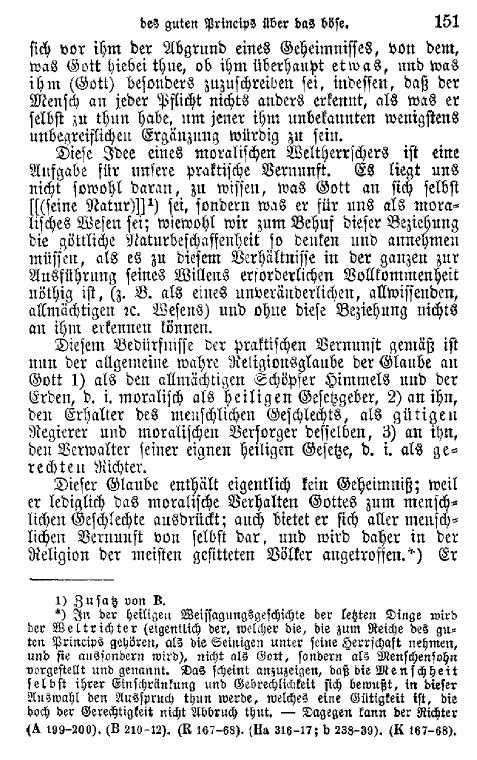 des guten Princips über das böse. 151
sich vor ihm der Abgrund eines Geheimnisses, von dem,
was Gott hiebei thue, ob ihm überhaupt etwas, und was
ihm (Gott) besonders zuzuschreiben sei, indessen, daß der
Mensch an jeder Pflicht nichts anders erkennt, als was er
selbst zu thun habe, um jener ihm unbekannten wenigstens
unbegreiflichen Ergänzung würdig zu sein.
Diese Idee eines moralischen Weltherrschers ist eine
Aufgabe für unsere praktische Vernunft. Es liegt uns
nicht sowohl daran, zu wissen, was Gott an sich selbst
[[(seine Natur)]]¹) sei, sondern was er für uns als mora-
lisches Wesen sei; wiewohl wir zum Behuf dieser Beziehung
die göttliche Naturbeschaffenheit so denken und annehmen
müssen, als es zu diesem Verhältnisse in der ganzen zur
Ausführung seines Willens erforderlichen Vollkommenheit
nöthig ist, (z. B. als eines unveränderlichen, allwissenden,
allmächtigen ꝛc. Wesens) und ohne diese Beziehung nichts
an ihm erkennen können.
Diesem Bedürfnisse der praktischen Vernunft gemäß ist
nun der allgemeine wahre Religionsglaube der Glaube an
Gott 1) als den allmächtigen Schöpfer Himmels und der
Erden, d. i. moralisch als heiligen Gesetzgeber, 2) an ihn,
den Erhalter des menschlichen Geschlechts, als gütigen
Regierer und moralischen Versorger desselben, 3) an ihn,
den Verwalter seiner eignen heiligen Gesetze, d. i. als ge-
rechten Richter.
Dieser Glaube enthält eigentlich kein Geheimniß; weil
er lediglich das moralische Verhalten Gottes zum mensch-
lichen Geschlechte ausdrückt; auch bietet er sich aller mensch-
lichen Vernunft von selbst dar, und wird daher in der
Religion der meisten gesitteten Völker angetroffen.*) Er
1) Zusatz von B.
*) In der heiligen Weissagungsgeschichte der letzten Dinge wird
der Weltrichter (eigentlich der, welcher die, die zum Reiche des gu-
ten Princips gehören, als die Seinigen unter seine Herrschaft nehmen,
und sie aussondern wird), nicht als Gott, sondern als Menschensohn
vorgestellt und genannt. Das scheint anzuzeigen, daß die Menschheit
selbst ihrer Einschränkung und Gebrechlichkeit sich bewußt, in dieser
Auswahl den Ausspruch thun werde, welches eine Gütigkeit ist, die
doch der Gerechtigkeit nicht Abbruch thut. — Dagegen kann der Richter
(A 199-200). (B 210-12). (R 167-68). (Ha 316-17; b 238-39). (K 167-68).